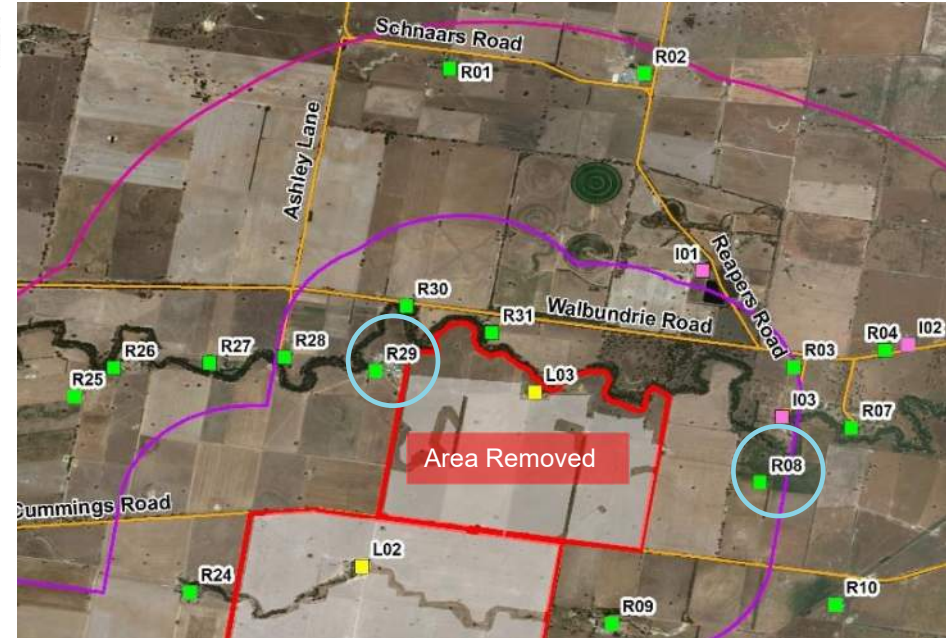 Schnaars Road
R02
R01
Ashley Lane
I01
Reapers Road
R30
Walbundrie Road
R31
R28
R29
R27
R26
R25
R03
R04
I02
L03
I03
R07
Area Removed
R08
Cummings Road
L02
R24
R09
R10